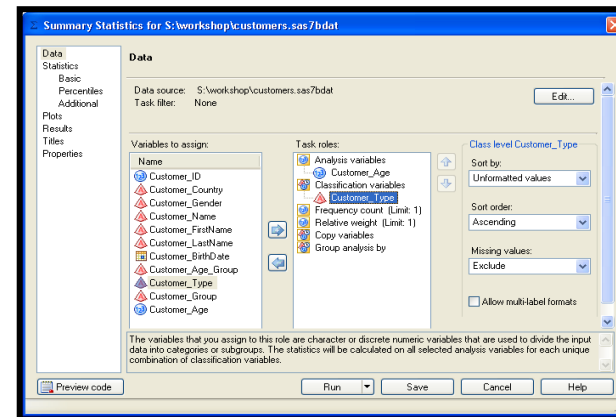 Summary Statistics for S:\workshop\customers.sas7bdat
Data
Statistics
Basic
Percentiles
Additional
Plots
Results
Titles
Properties
Data
Data source: S:\workshop\customers.sas7bdat
Task filter: None
Edit...
Variables to assign:
Name
Customer_ID
Customer_Country
Customer_Gender
Customer_Name
Customer_FirstName
Customer_LastName
Customer_BirthDate
Customer_Age_Group
Customer_Type
Customer_Group
Customer_Age
Task roles:
Analysis variables
Customer_Age
Classification variables
Customer_Type
Frequency count (Limit: 1)
Relative weight (Limit: 1)
Copy variables
Group analysis by
Class level Customer_Type
Sort by:
Unformatted values
Sort order:
Ascending
Missing values:
Exclude
Allow multi-label formats
The variables that you assign to this role are character or discrete numeric variables that are used to divide the input
data into categories or subgroups. The statistics will be calculated on all selected analysis variables for each unique
combination of classification variables.
Preview code
Run
Save
Cancel
Help